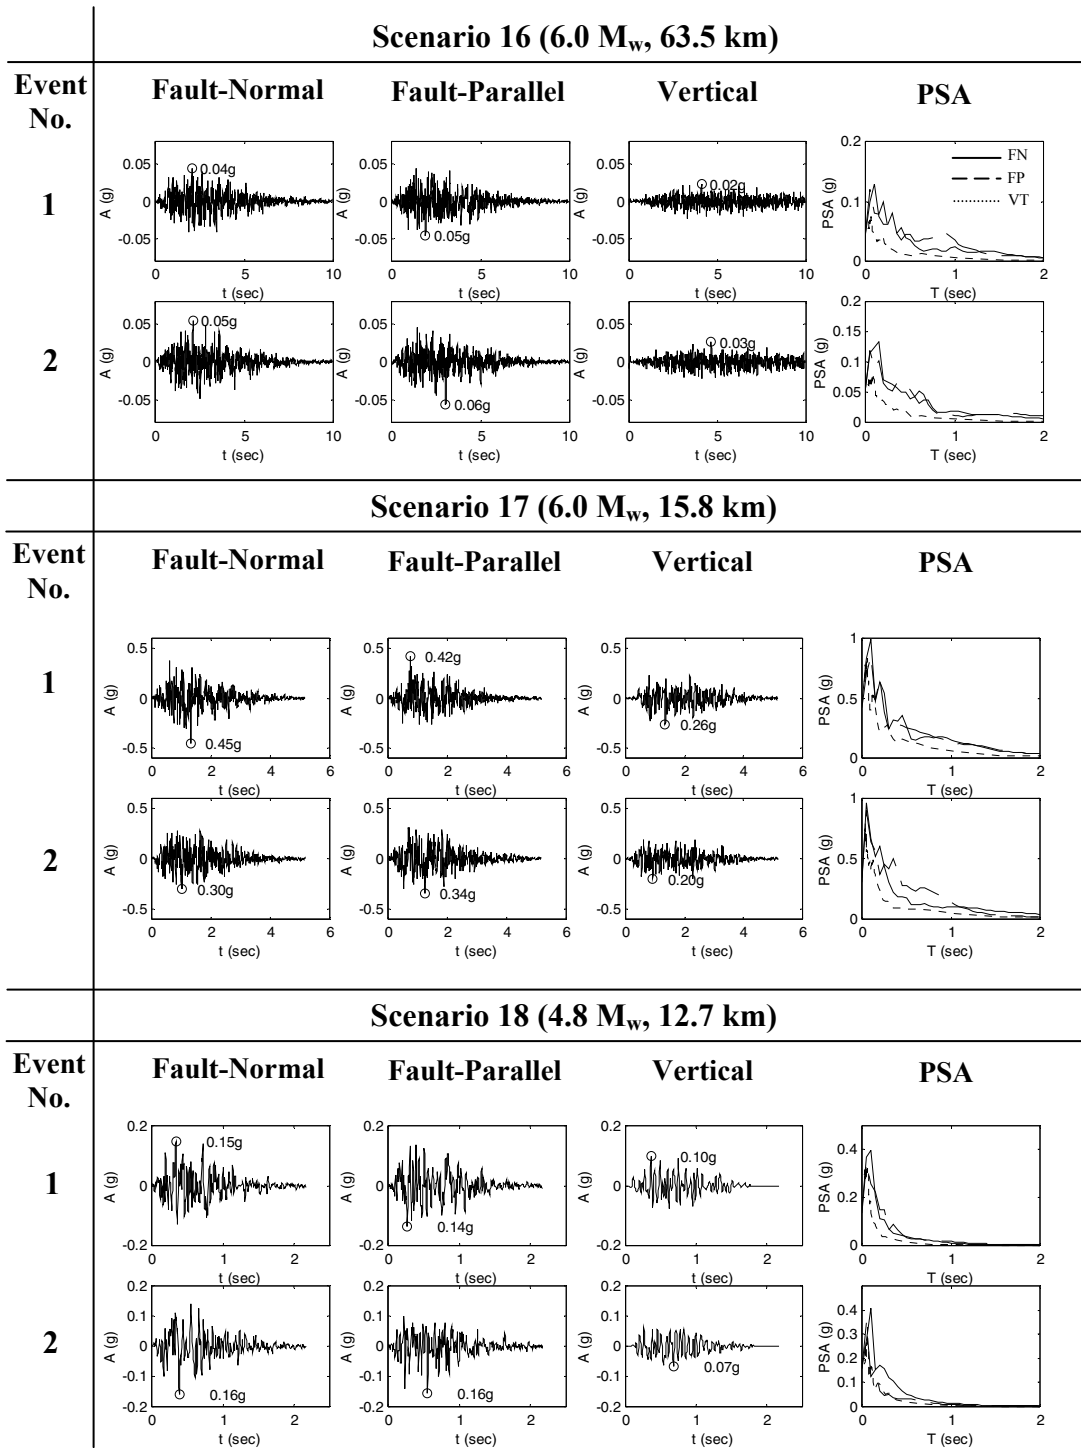 Scenario 16 (6.0 Mw, 63.5 km)
Event No.
Fault-Normal
Fault-Parallel
Vertical
PSA
1
0.05
0
-0.05
A (g)
0.04g
0
5
10
t (sec)
0.05
0
-0.05
A (g)
0.05g
0
5
10
t (sec)
0.05
0
-0.05
A (g)
0.02g
0
5
10
t (sec)
0.2
0.1
0
PSA (g)
FN
FP
VT
0
1
2
T (sec)
2
0.05
0
-0.05
A (g)
0.05g
0
5
10
t (sec)
0.05
0
-0.05
A (g)
0.06g
0
5
10
t (sec)
0.05
0
-0.05
A (g)
0.03g
0
5
10
t (sec)
0.2
0.15
0.1
0.05
0
PSA (g)
0
1
2
T (sec)
Scenario 17 (6.0 Mw, 15.8 km)
Event No.
Fault-Normal
Fault-Parallel
Vertical
PSA
1
0.5
0
-0.5
A (g)
0.45g
0
2
4
6
t (sec)
0.5
0
-0.5
A (g)
0.42g
0
2
4
6
t (sec)
0.5
0
-0.5
A (g)
0.26g
0
2
4
6
t (sec)
1
0.5
0
PSA (g)
0
1
2
T (sec)
2
0.5
0
-0.5
A (g)
0.30g
0
2
4
6
t (sec)
0.5
0
-0.5
A (g)
0.34g
0
2
4
6
t (sec)
0.5
0
-0.5
A (g)
0.20g
0
2
4
6
t (sec)
1
0.5
0
PSA (g)
0
1
2
T (sec)
Scenario 18 (4.8 Mw, 12.7 km)
Event No.
Fault-Normal
Fault-Parallel
Vertical
PSA
1
0.2
0
-0.2
A (g)
0.15g
0
1
2
t (sec)
0.2
0
-0.2
A (g)
0.14g
0
1
2
t (sec)
0.2
0
-0.2
A (g)
0.10g
0
1
2
t (sec)
0.4
0.2
0
PSA (g)
0
1
2
T (sec)
2
0.2
0.1
0
-0.1
-0.2
A (g)
0.16g
0
1
2
t (sec)
0.2
0.1
0
-0.1
-0.2
A (g)
0.16g
0
1
2
t (sec)
0.2
0.1
0
-0.1
-0.2
A (g)
0.07g
0
1
2
t (sec)
0.4
0.3
0.2
0.1
0
PSA (g)
0
1
2
T (sec)